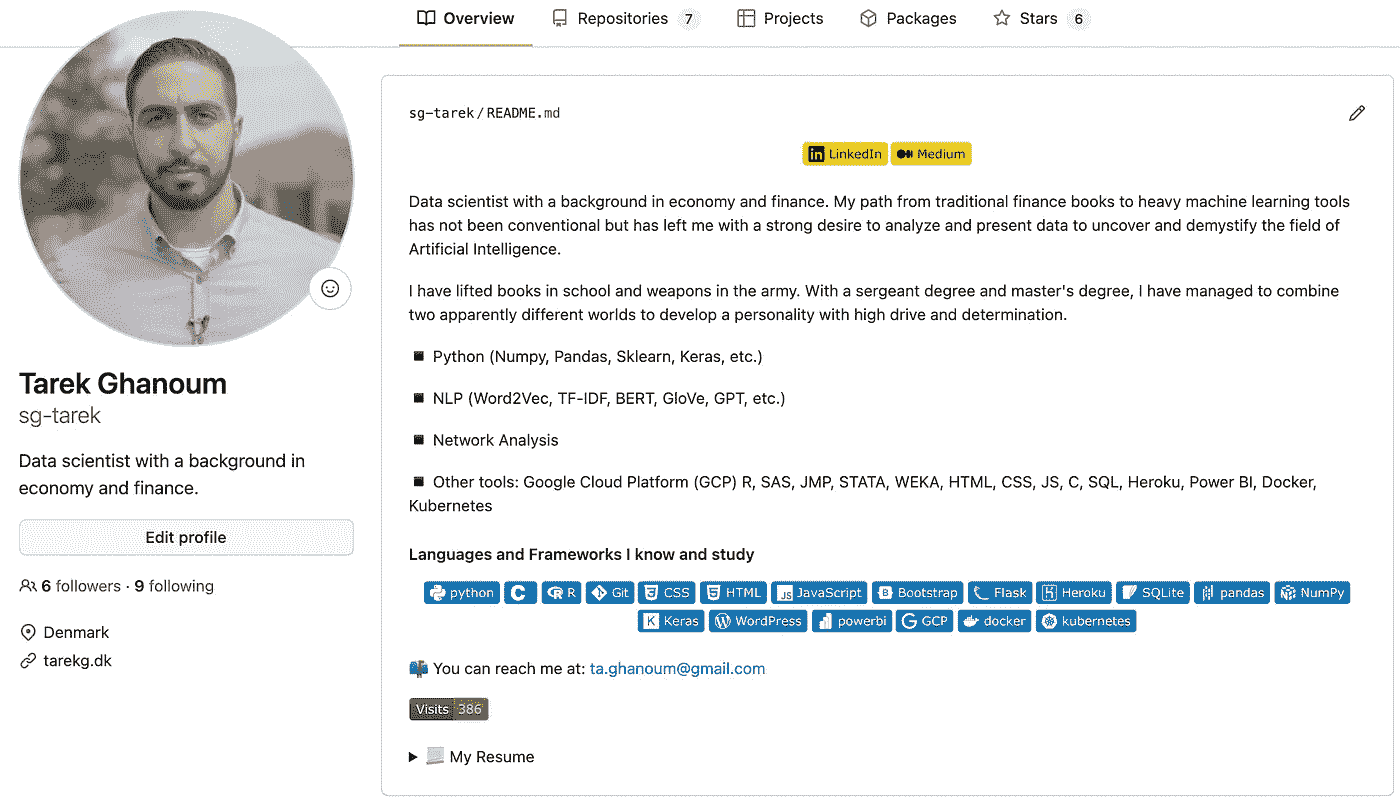 Overview Repositories 7 Projects Packages Stars 6
sg-tarek/README.md
LinkedIn Medium
Data scientist with a background in economy and finance. My path from traditional finance books to heavy machine learning tools
has not been conventional but has left me with a strong desire to analyze and present data to uncover and demystify the field of
Artificial Intelligence.
I have lifted books in school and weapons in the army. With a sergeant degree and master's degree, I have managed to combine
two apparently different worlds to develop a personality with high drive and determination.
Python (Numpy, Pandas, Sklearn, Keras, etc.)
NLP (Word2Vec, TF-IDF, BERT, GloVe, GPT, etc.)
Network Analysis
Other tools: Google Cloud Platform (GCP) R, SAS, JMP, STATA, WEKA, HTML, CSS, JS, C, SQL, Heroku, Power BI, Docker,
Kubernetes
Languages and Frameworks I know and study
python C R Git CSS HTML JavaScript Bootstrap Flask Heroku SQLite pandas NumPy
Keras WordPress powerbi GCP docker kubernetes
You can reach me at: ta.ghanoum@gmail.com
Visits 386
My Resume
Tarek Ghanoum
sg-tarek
Data scientist with a background in
economy and finance.
Edit profile
6 followers · 9 following
Denmark
tarekg.dk